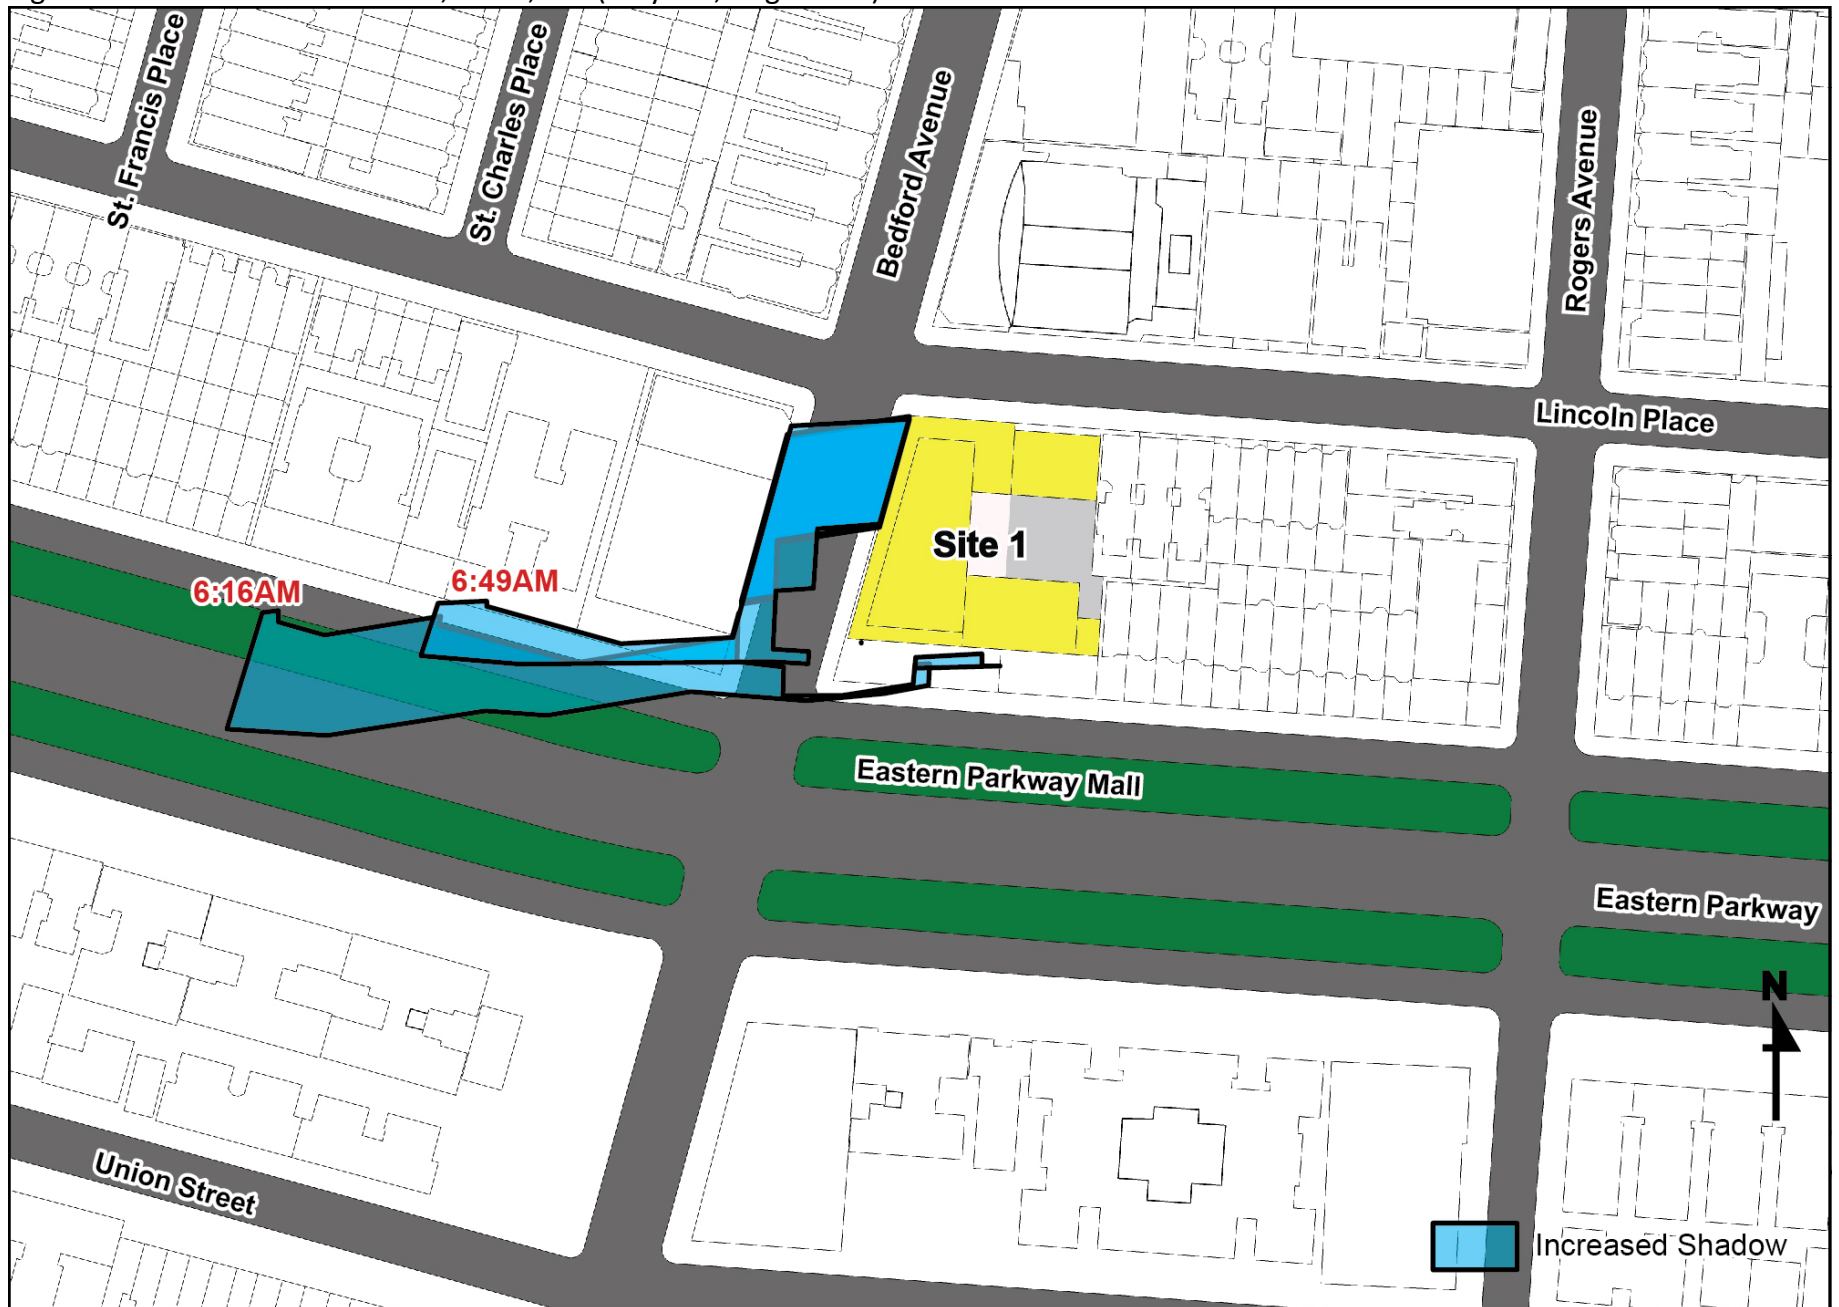 St. Francis Place
St. Charles Place
Bedford Avenue
Rogers Avenue
Lincoln Place
Site 1
6:16AM
6:49AM
Eastern Parkway Mall
Eastern Parkway
N
Union Street
Increased Shadow